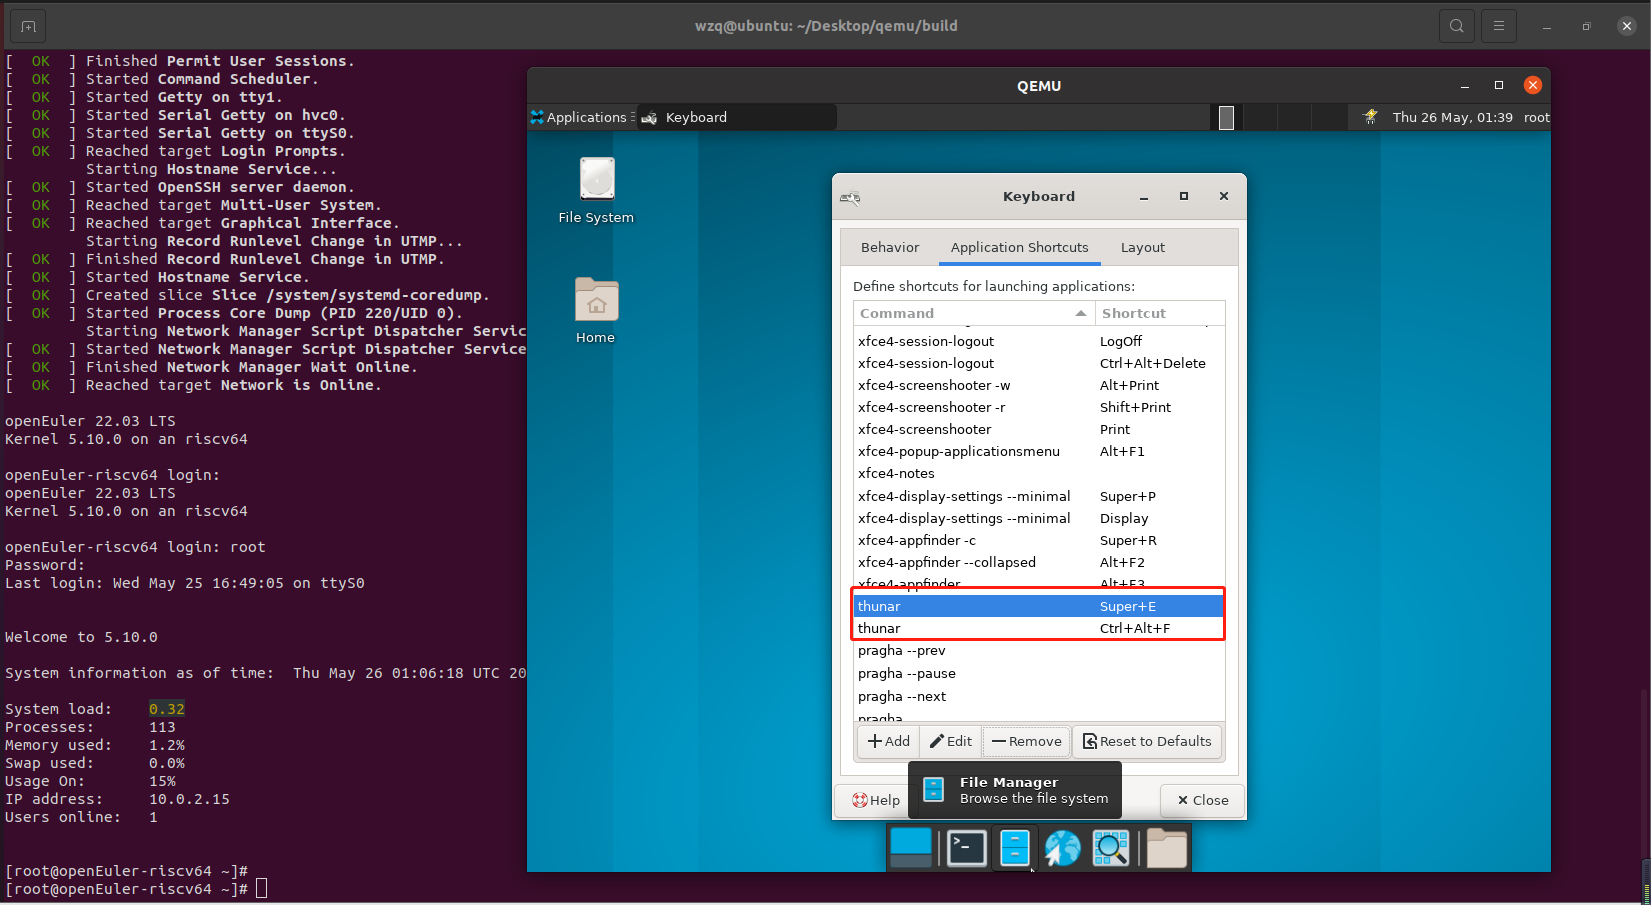 wzq@ubuntu: ~/Desktop/qemu/build
[  OK  ] Finished Permit User Sessions.
[  OK  ] Started Command Scheduler.
[  OK  ] Started Getty on tty1.
[  OK  ] Started Serial Getty on hvc0.
[  OK  ] Started Serial Getty on ttyS0.
[  OK  ] Reached target Login Prompts.
Starting Hostname Service...
[  OK  ] Started OpenSSH server daemon.
[  OK  ] Reached target Multi-User System.
[  OK  ] Reached target Graphical Interface.
Starting Record Runlevel Change in UTMP...
[  OK  ] Finished Record Runlevel Change in UTMP.
[  OK  ] Started Hostname Service.
[  OK  ] Created slice Slice /system/systemd-coredump.
[  OK  ] Started Process Core Dump (PID 220/UID 0).
Starting Network Manager Script Dispatcher Servic
[  OK  ] Started Network Manager Script Dispatcher Service
[  OK  ] Finished Network Manager Wait Online.
[  OK  ] Reached target Network is Online.
openEuler 22.03 LTS
Kernel 5.10.0 on an riscv64
openEuler-riscv64 login:
openEuler 22.03 LTS
Kernel 5.10.0 on an riscv64
openEuler-riscv64 login: root
Password:
Last login: Wed May 25 16:49:05 on ttyS0
Welcome to 5.10.0
System information as of time:  Thu May 26 01:06:18 UTC 20
System load:    0.32
Processes:      113
Memory used:    1.2%
Swap used:      0.0%
Usage On:       15%
IP address:     10.0.2.15
Users online:   1
[root@openEuler-riscv64 ~]#
[root@openEuler-riscv64 ~]#
QEMU
Applications
Keyboard
Thu 26 May, 01:39
root
File System
Home
Keyboard
Behavior
Application Shortcuts
Layout
Define shortcuts for launching applications:
Command Shortcut
xfce4-session-logout LogOff
xfce4-session-logout Ctrl+Alt+Delete
xfce4-screenshooter -w Alt+Print
xfce4-screenshooter -r Shift+Print
xfce4-screenshooter Print
xfce4-popup-applicationsmenu Alt+F1
xfce4-notes
xfce4-display-settings --minimal Super+P
xfce4-display-settings --minimal Display
xfce4-appfinder -c Super+R
xfce4-appfinder --collapsed Alt+F2
xfce4-appfinder Alt+F3
thunar Super+E
thunar Ctrl+Alt+F
pragha --prev
pragha --pause
pragha --next
pragha
Add
Edit
Remove
Reset to Defaults
File Manager
Browse the file system
Help
Close